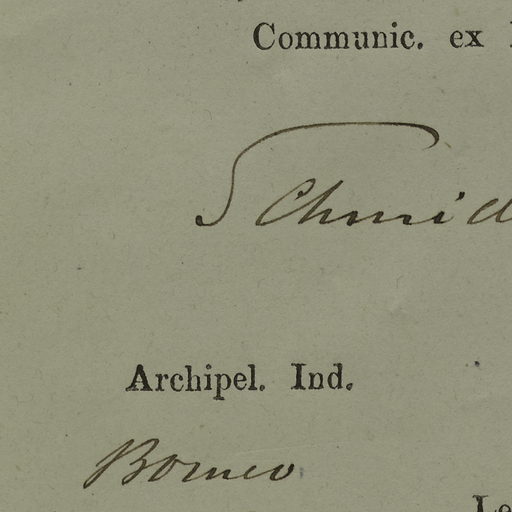 Communic. ex
Archipel. Ind.
Borneo